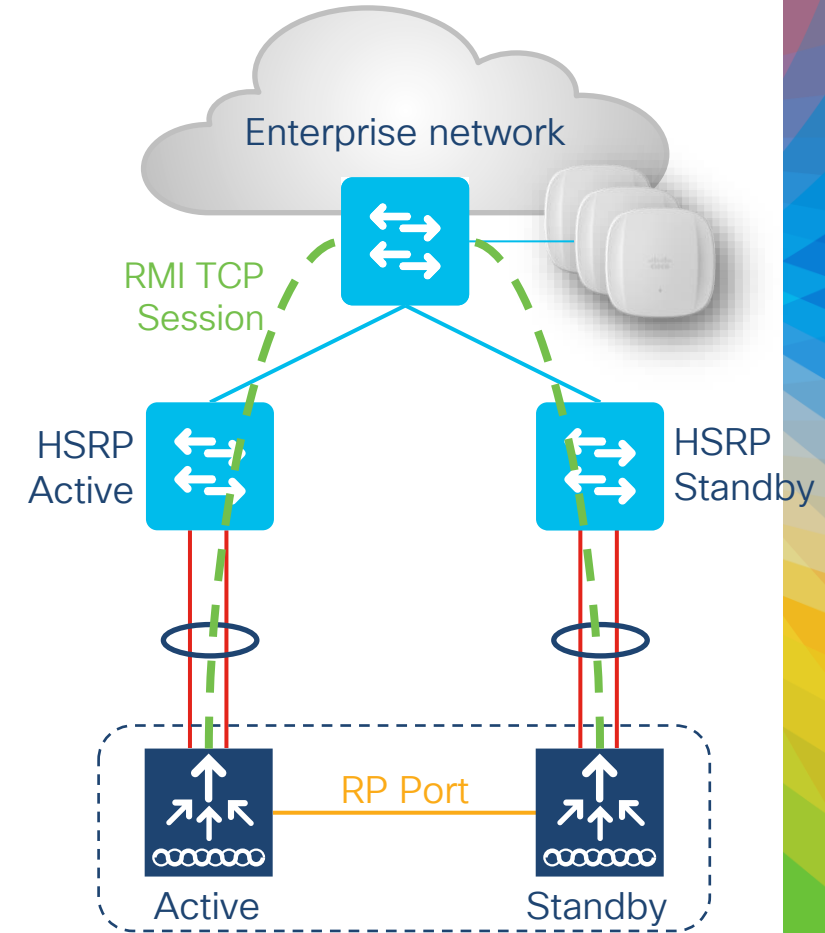 Enterprise network
RMI TCP
Session
HSRP
Active
HSRP
Standby
RP Port
Active
Standby